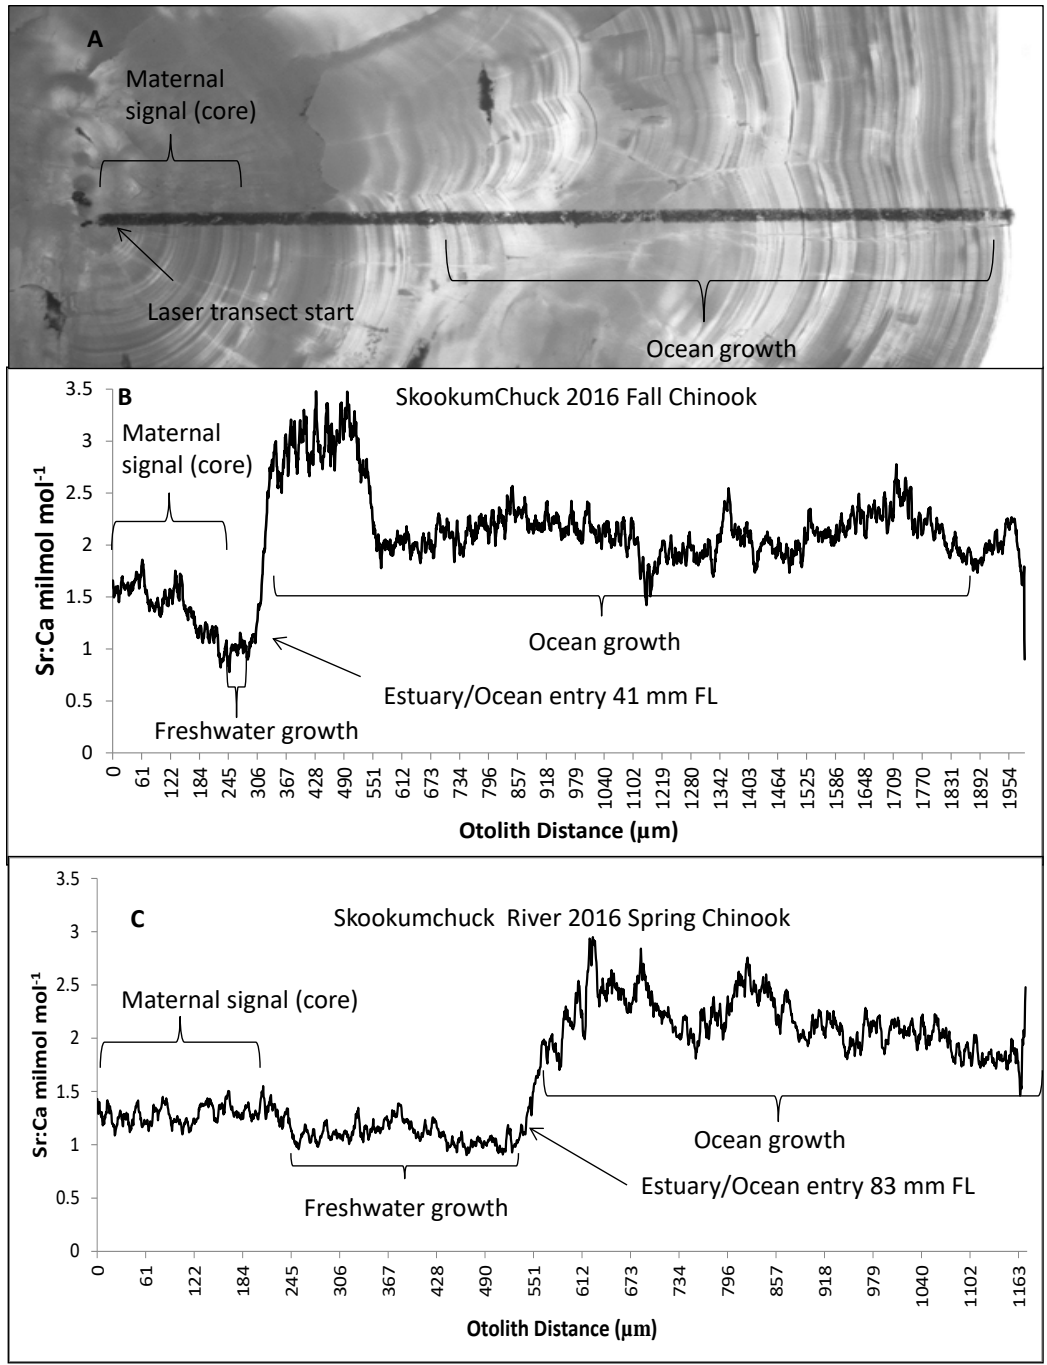 A
Maternal
signal (core)
Laser transect start
Ocean growth
B
SkookumChuck 2016 Fall Chinook
Maternal
signal (core)
Sr:Ca milmol mol-1
3.5
3
2.5
2
1.5
1
0.5
0
Ocean growth
Estuary/Ocean entry 41 mm FL
Freshwater growth
0 61 122 184 245 306 367 428 490 551 612 673 734 796 857 918 979 1040 1102 1219 1280 1342 1403 1464 1525 1586 1648 1709 1770 1831 1892 1954
Otolith Distance (µm)
C
Skookumchuck River 2016 Spring Chinook
Maternal signal (core)
Sr:Ca milmol mol-1
3.5
3
2.5
2
1.5
1
0.5
0
Ocean growth
Estuary/Ocean entry 83 mm FL
Freshwater growth
0 61 122 184 245 306 367 428 490 551 612 673 734 796 857 918 979 1040 1102 1163
Otolith Distance (µm)